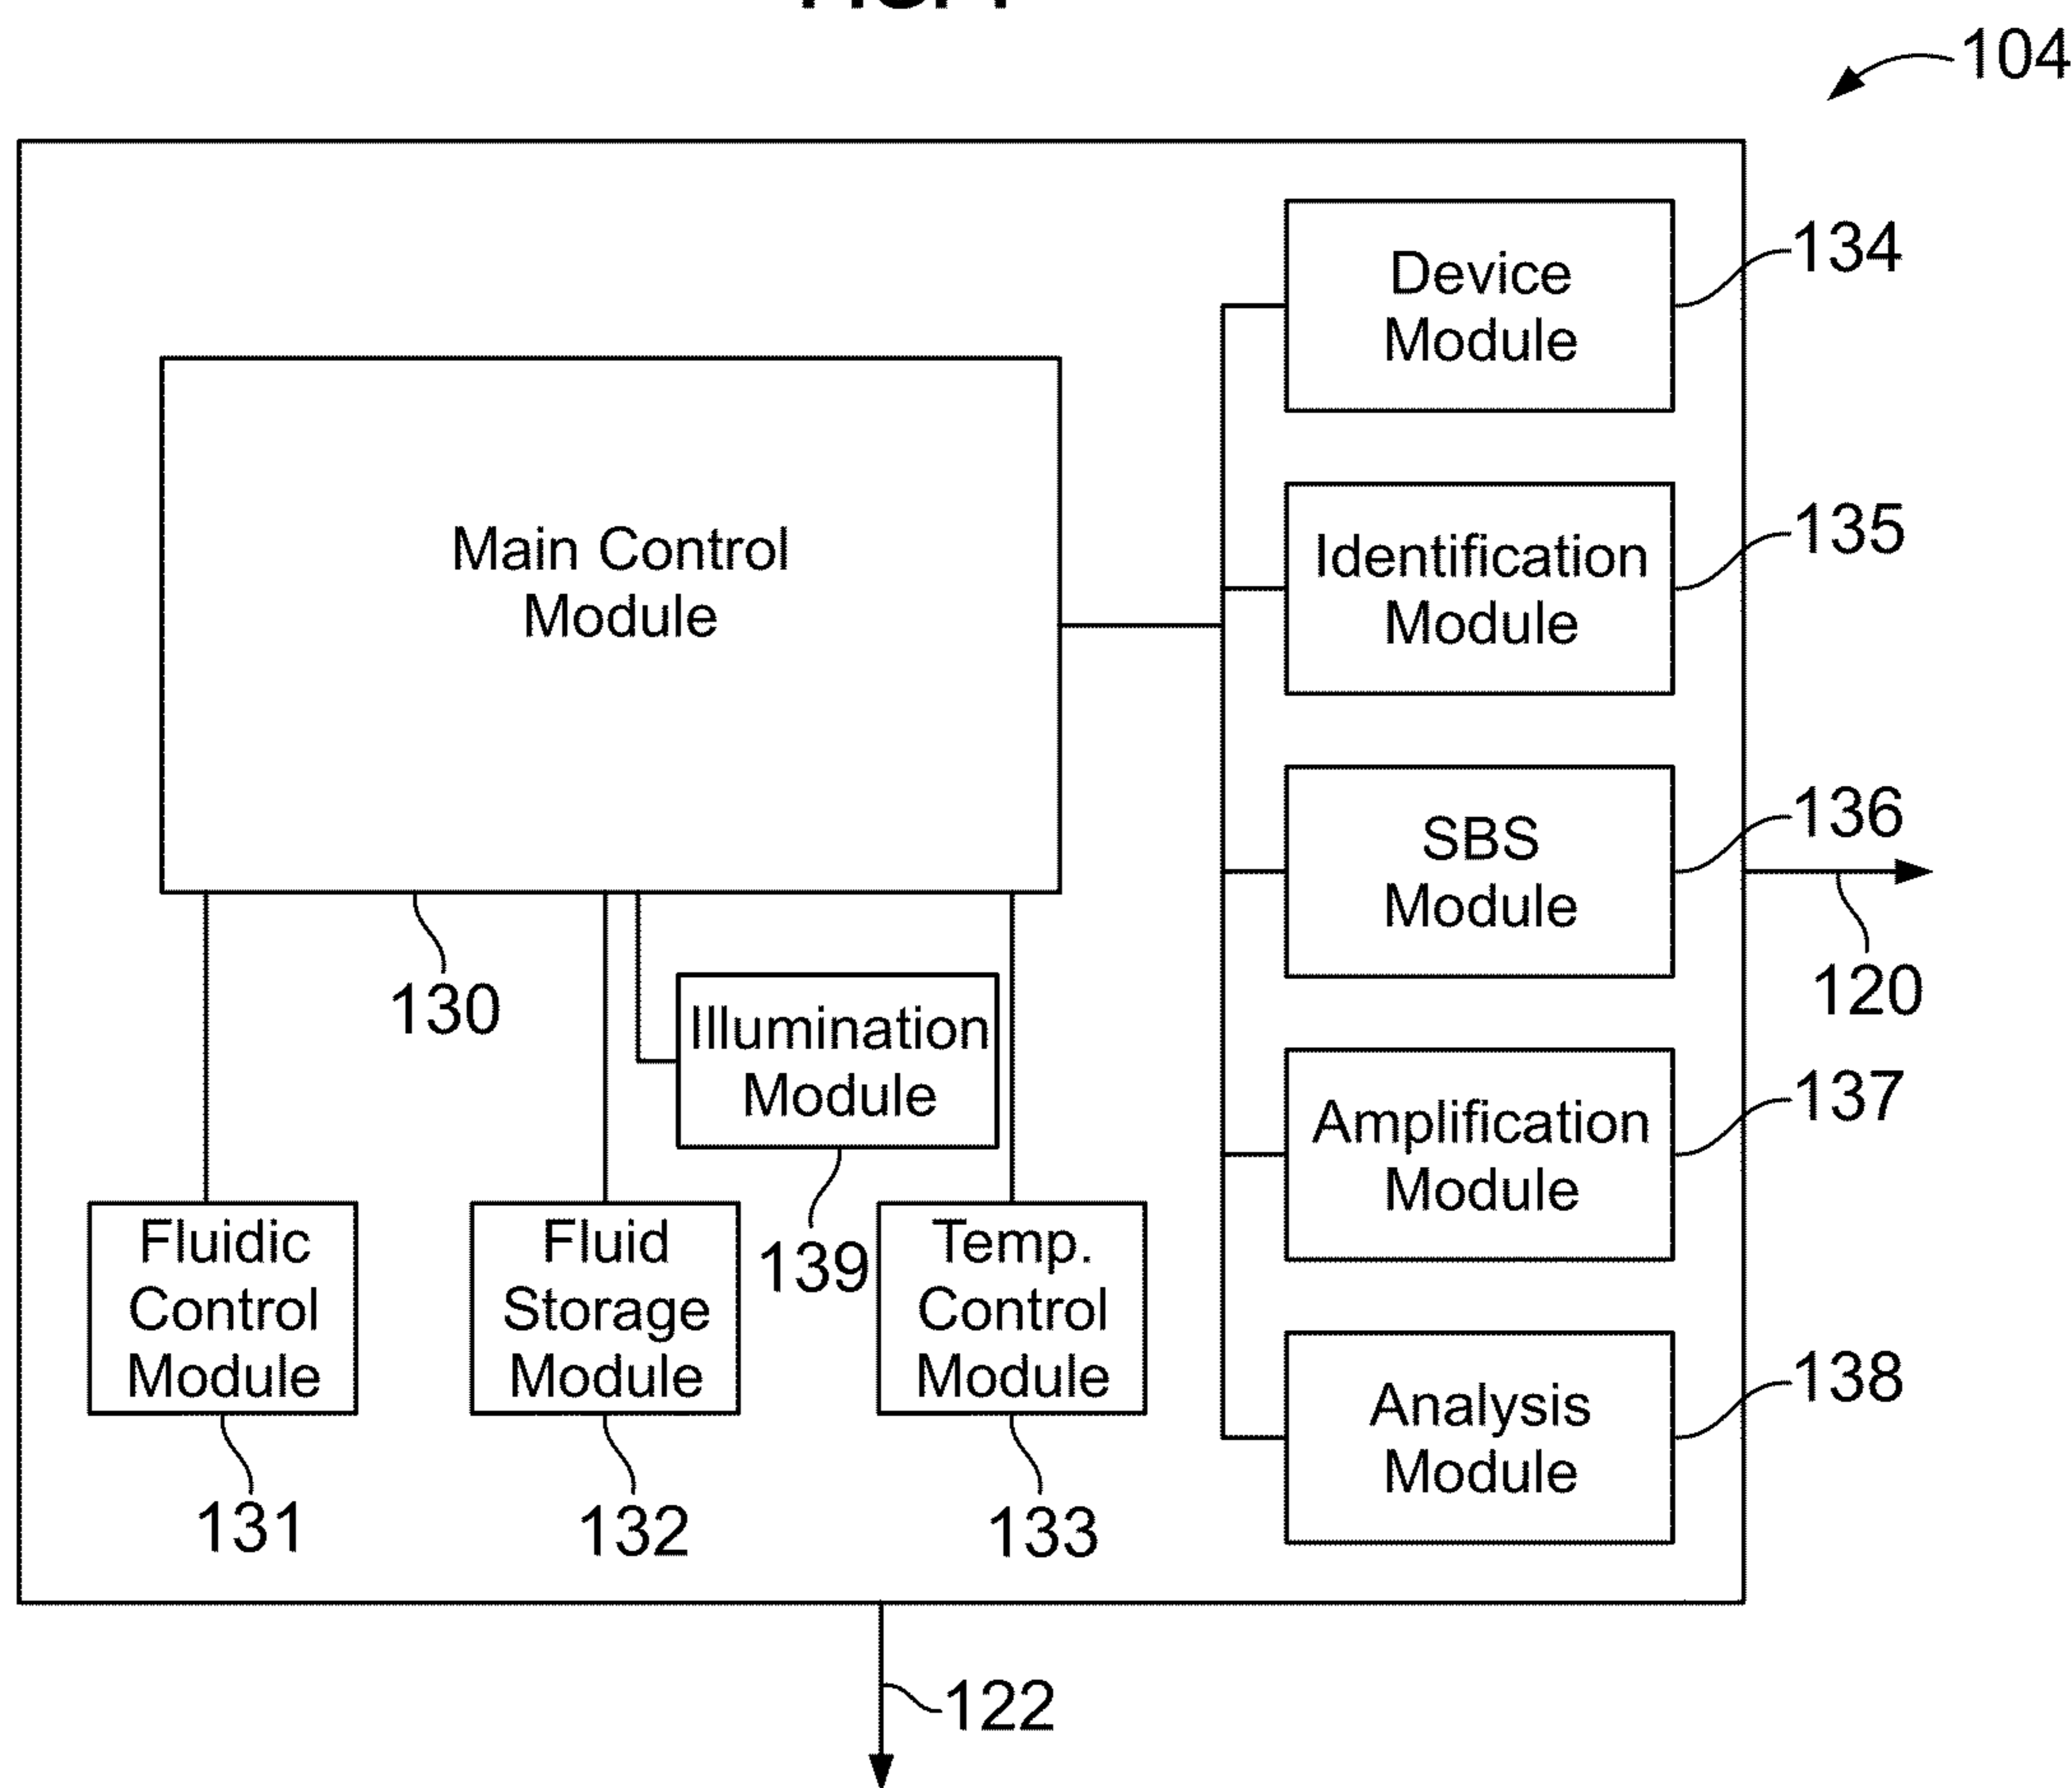 104
Device
Module
134
Identification
Module
135
Main Control
Module
SBS
Module
136
120
130
Illumination
Module
139
Amplification
Module
137
Fluidic
Control
Module
131
Fluid
Storage
Module
132
Temp.
Control
Module
133
Analysis
Module
138
122